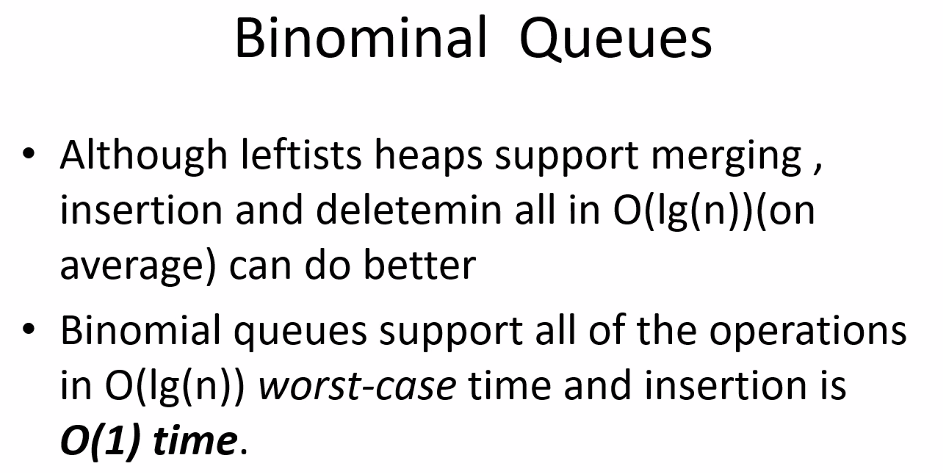 Binominal Queues
• Although leftists heaps support merging ,
insertion and deletemin all in O(lg(n))(on
average) can do better
• Binomial queues support all of the operations
in O(lg(n)) worst-case time and insertion is
O(1) time.